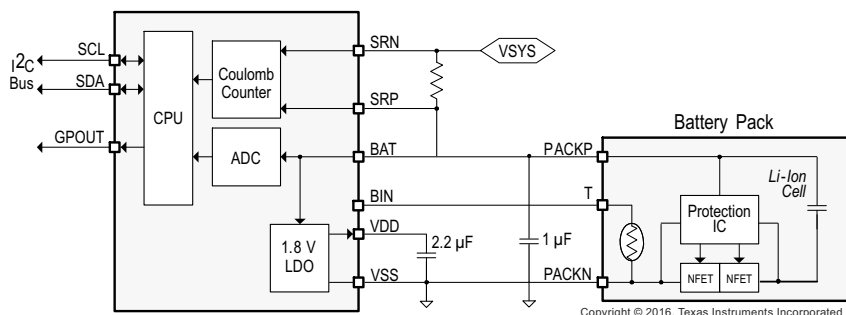 I2C
Bus
SCL
SDA
GPOUT
CPU
Coulomb
Counter
ADC
1.8 V
LDO
SRN
SRP
BAT
BIN
VDD
VSS
VSYS
2.2 µF
1 µF
Battery Pack
PACKP
T
PACKN
Li-Ion
Cell
Protection
IC
NFET
NFET
Copyright © 2016, Texas Instruments Incorporated